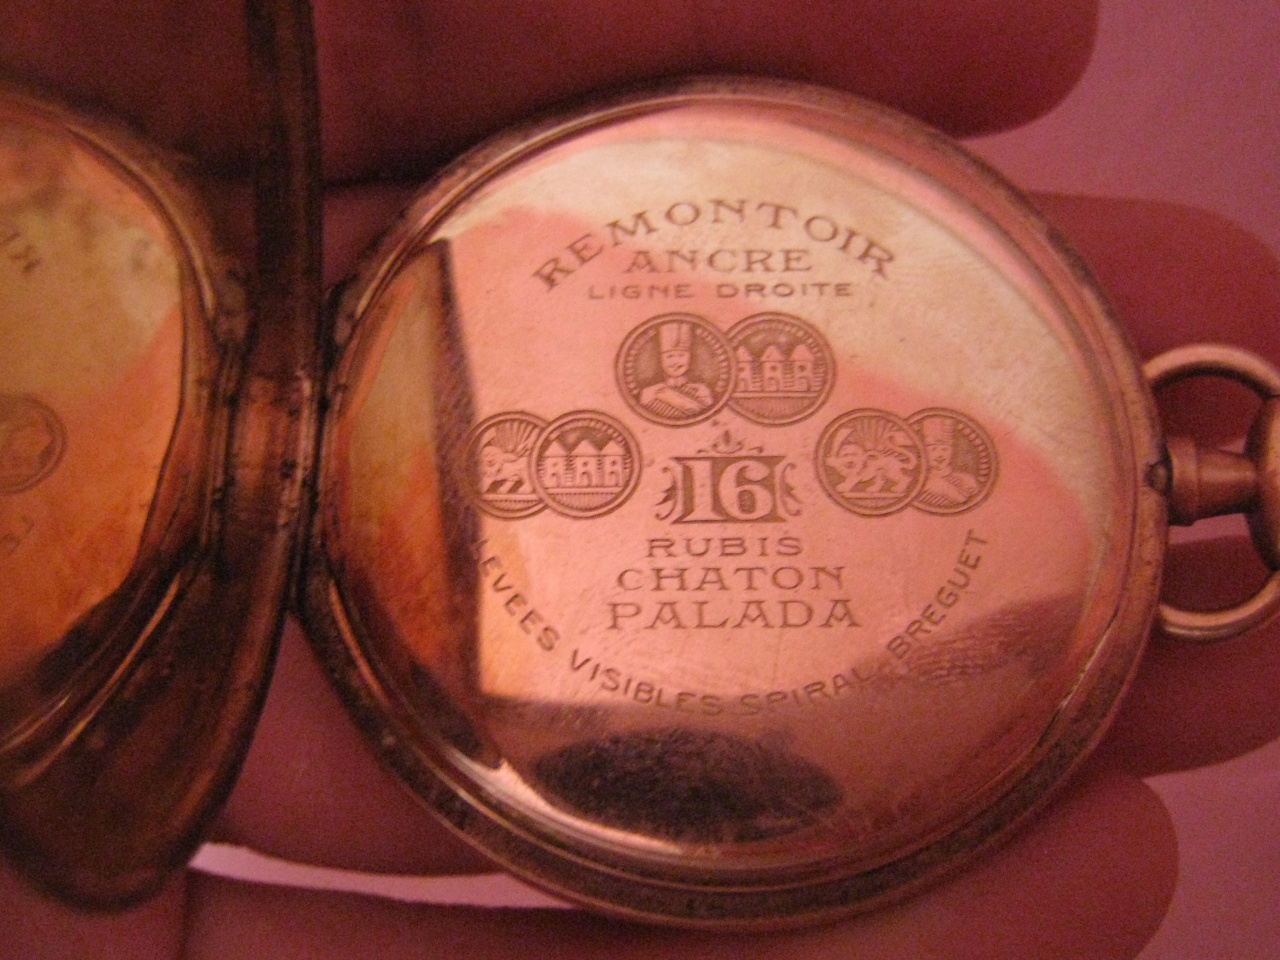 REMONTOIR
ANCRE
LIGNE DROITE
16
RUBIS
CHATON
PALADA
LEVEES VISIBLES SPIRAL BREGUET